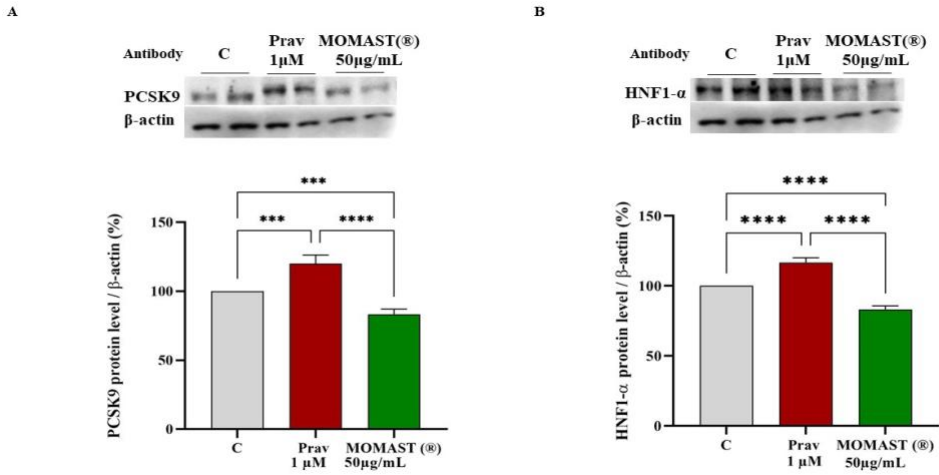 A
Antibody C Prav 1μM MOMAST(®) 50μg/mL
PCSK9
β-actin
*** 
*** ****
PCSK9 protein level / β-actin (%)
150
100
50
0
C Prav MOMAST (®)
1 μM 50μg/mL
B
Antibody C Prav 1μM MOMAST(®) 50μg/mL
HNF1-α
β-actin
****
**** ****
HNF1-α protein level / β-actin (%)
150
100
50
0
C Prav MOMAST (®)
1 μM 50μg/mL